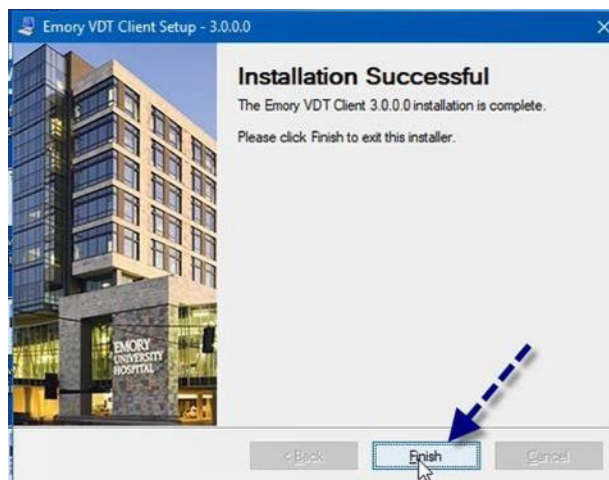 Emory VDT Client Setup - 3.0.0.0
Installation Successful
The Emory VDT Client 3.0.0.0 installation is complete.
Please click Finish to exit this installer.
EMORY
UNIVERSITY
HOSPITAL
< Back
Finish
Cancel